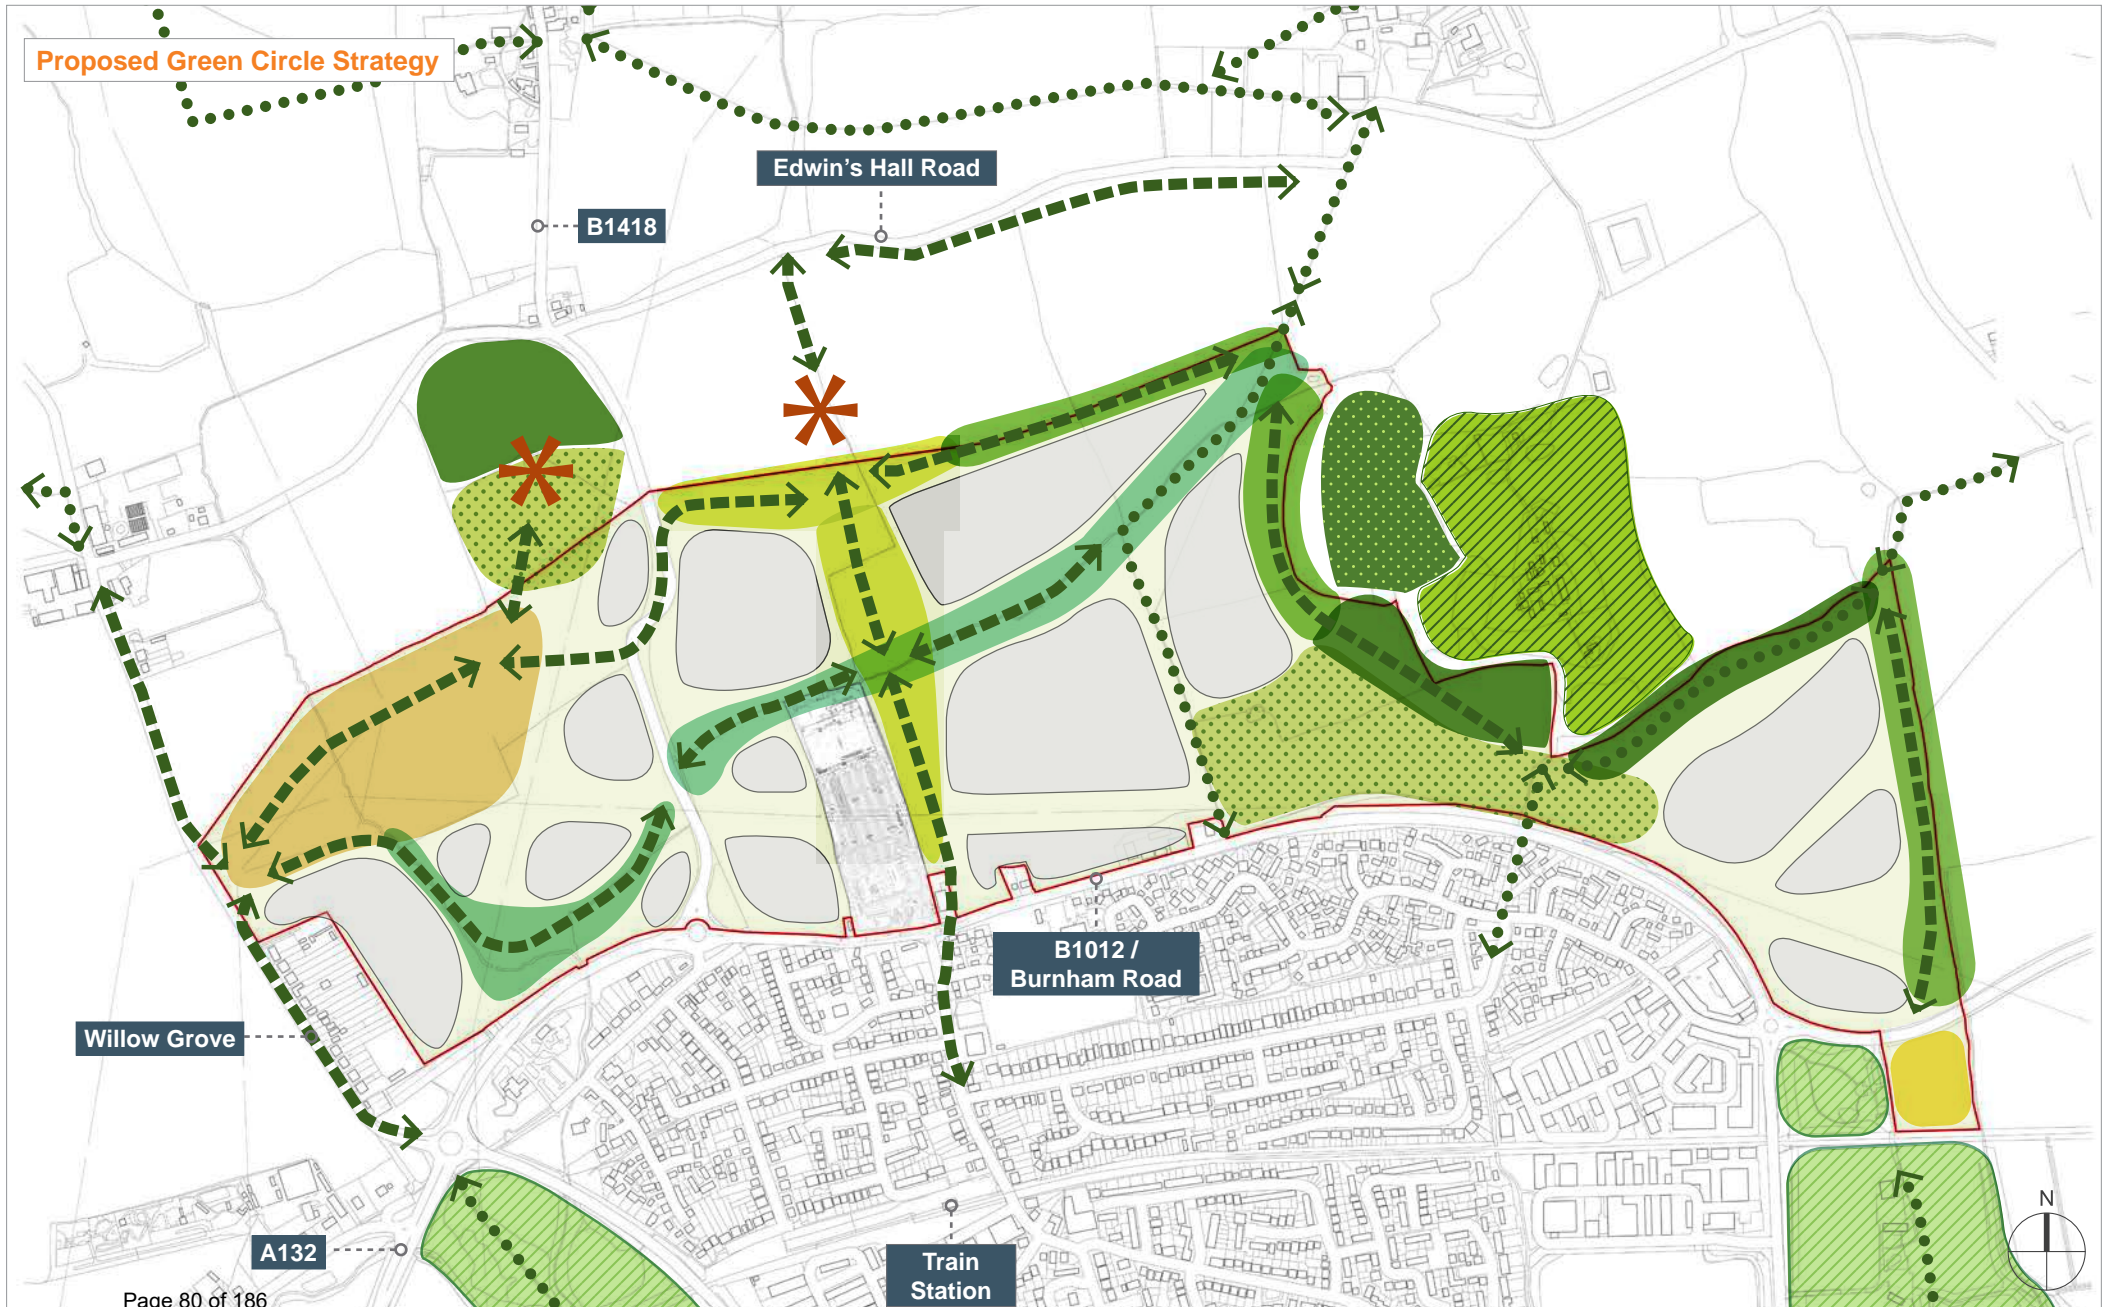 Proposed Green Circle Strategy
Edwin's Hall Road
B1418
B1012 /
Burnham Road
Willow Grove
N
A132
Train
Station
Page 80 of 186